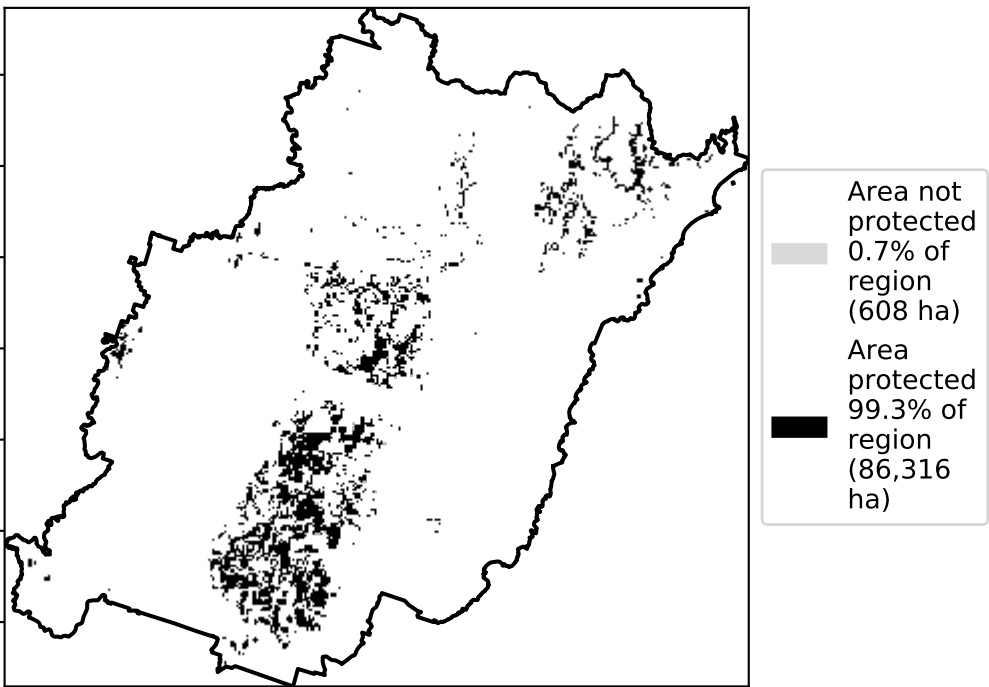 Area not
protected
0.7% of
region
(608 ha)
Area
protected
99.3% of
region
(86,316
ha)